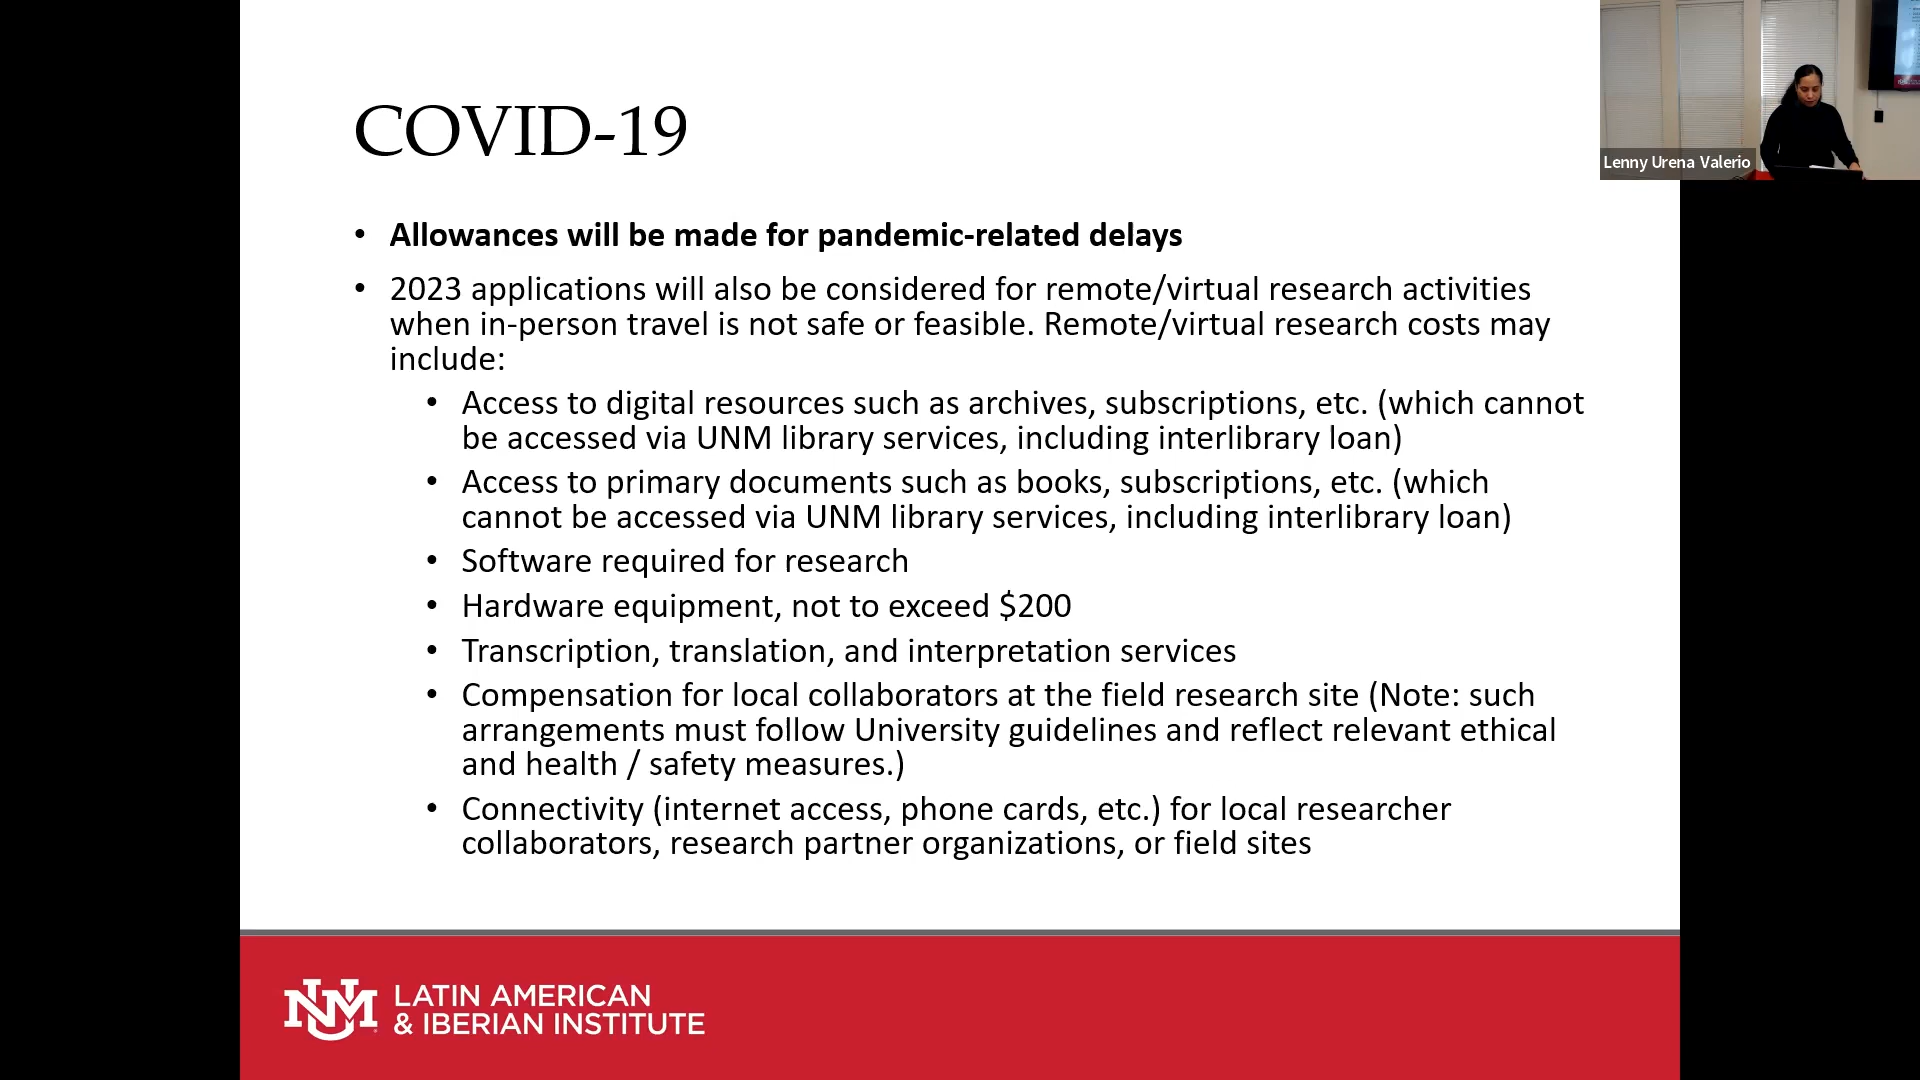 COVID-19
Lenny Urena Valerio
• Allowances will be made for pandemic-related delays
• 2023 applications will also be considered for remote/virtual research activities
when in-person travel is not safe or feasible. Remote/virtual research costs may
include:
• Access to digital resources such as archives, subscriptions, etc. (which cannot
be accessed via UNM library services, including interlibrary loan)
• Access to primary documents such as books, subscriptions, etc. (which
cannot be accessed via UNM library services, including interlibrary loan)
• Software required for research
• Hardware equipment, not to exceed $200
• Transcription, translation, and interpretation services
• Compensation for local collaborators at the field research site (Note: such
arrangements must follow University guidelines and reflect relevant ethical
and health / safety measures.)
• Connectivity (internet access, phone cards, etc.) for local researcher
collaborators, research partner organizations, or field sites
UNM
LATIN AMERICAN
& IBERIAN INSTITUTE